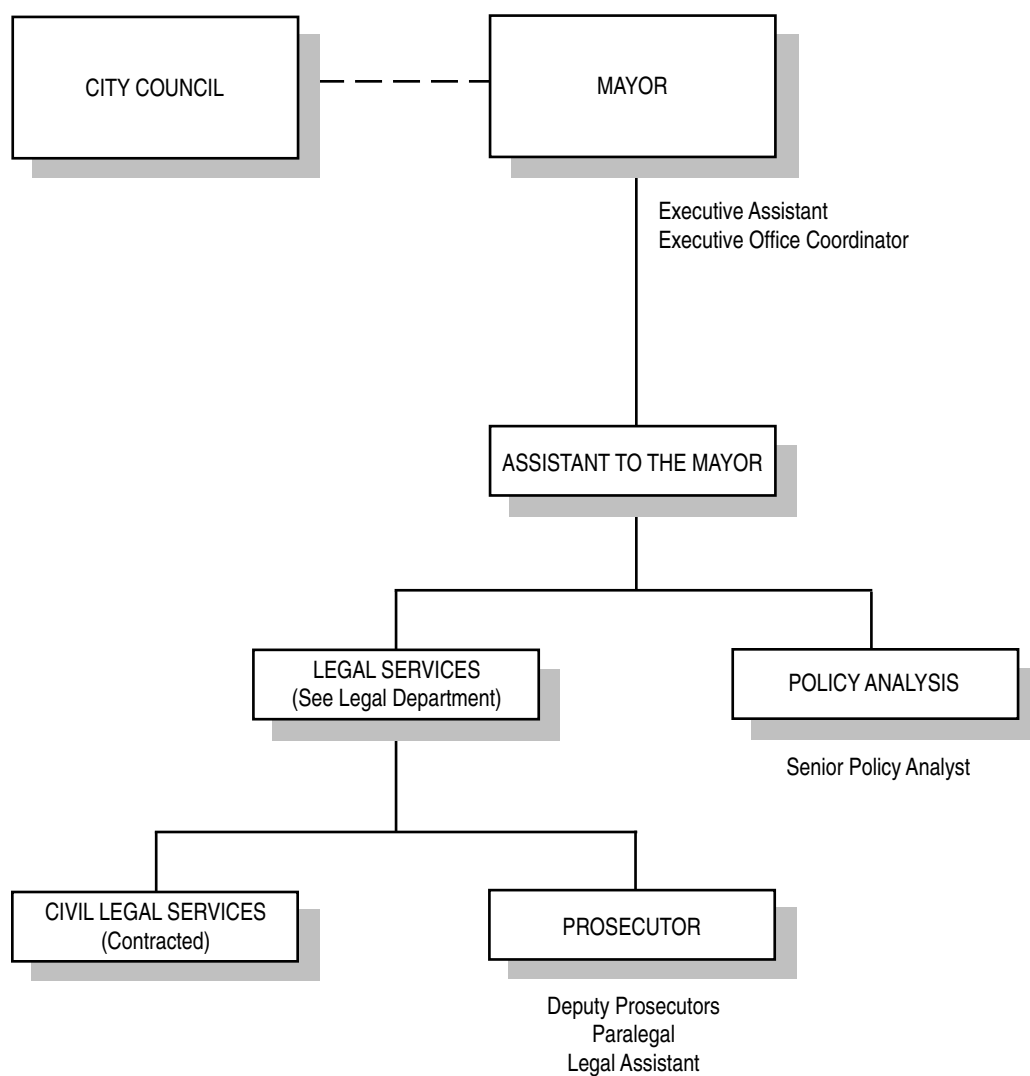 CITY COUNCIL
MAYOR
Executive Assistant
Executive Office Coordinator
ASSISTANT TO THE MAYOR
LEGAL SERVICES
(See Legal Department)
POLICY ANALYSIS
Senior Policy Analyst
CIVIL LEGAL SERVICES
(Contracted)
PROSECUTOR
Deputy Prosecutors
Paralegal
Legal Assistant